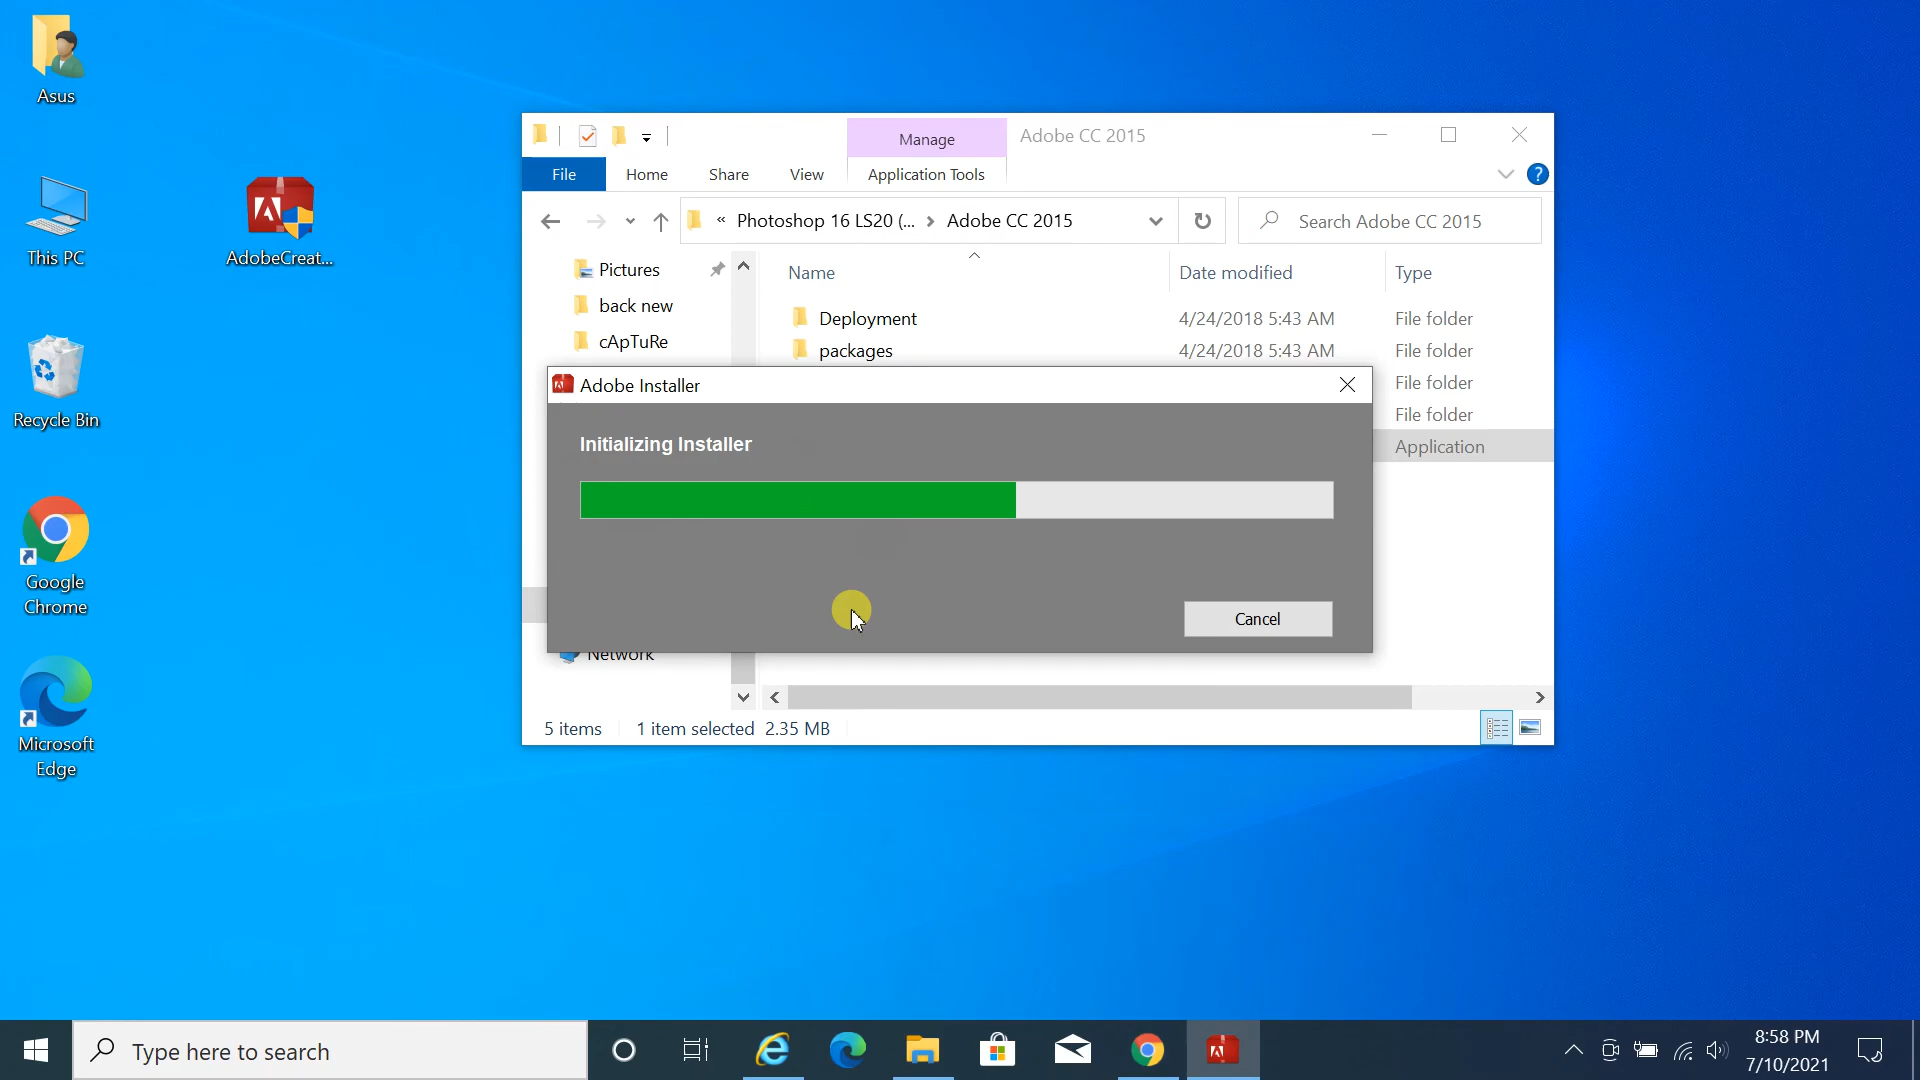 Asus
This PC
AdobeCreat...
Recycle Bin
Google
Chrome
Microsoft
Edge
Manage
Adobe CC 2015
File
Home
Share
View
Application Tools
?
« Photoshop 16 LS20 (... > Adobe CC 2015
Search Adobe CC 2015
Pictures
back new
cApTuRe
Network
Name
Date modified
Type
Deployment
4/24/2018 5:43 AM
File folder
packages
4/24/2018 5:43 AM
File folder
File folder
File folder
Application
Adobe Installer
Initializing Installer
Cancel
5 items
1 item selected 2.35 MB
Type here to search
8:58 PM
7/10/2021